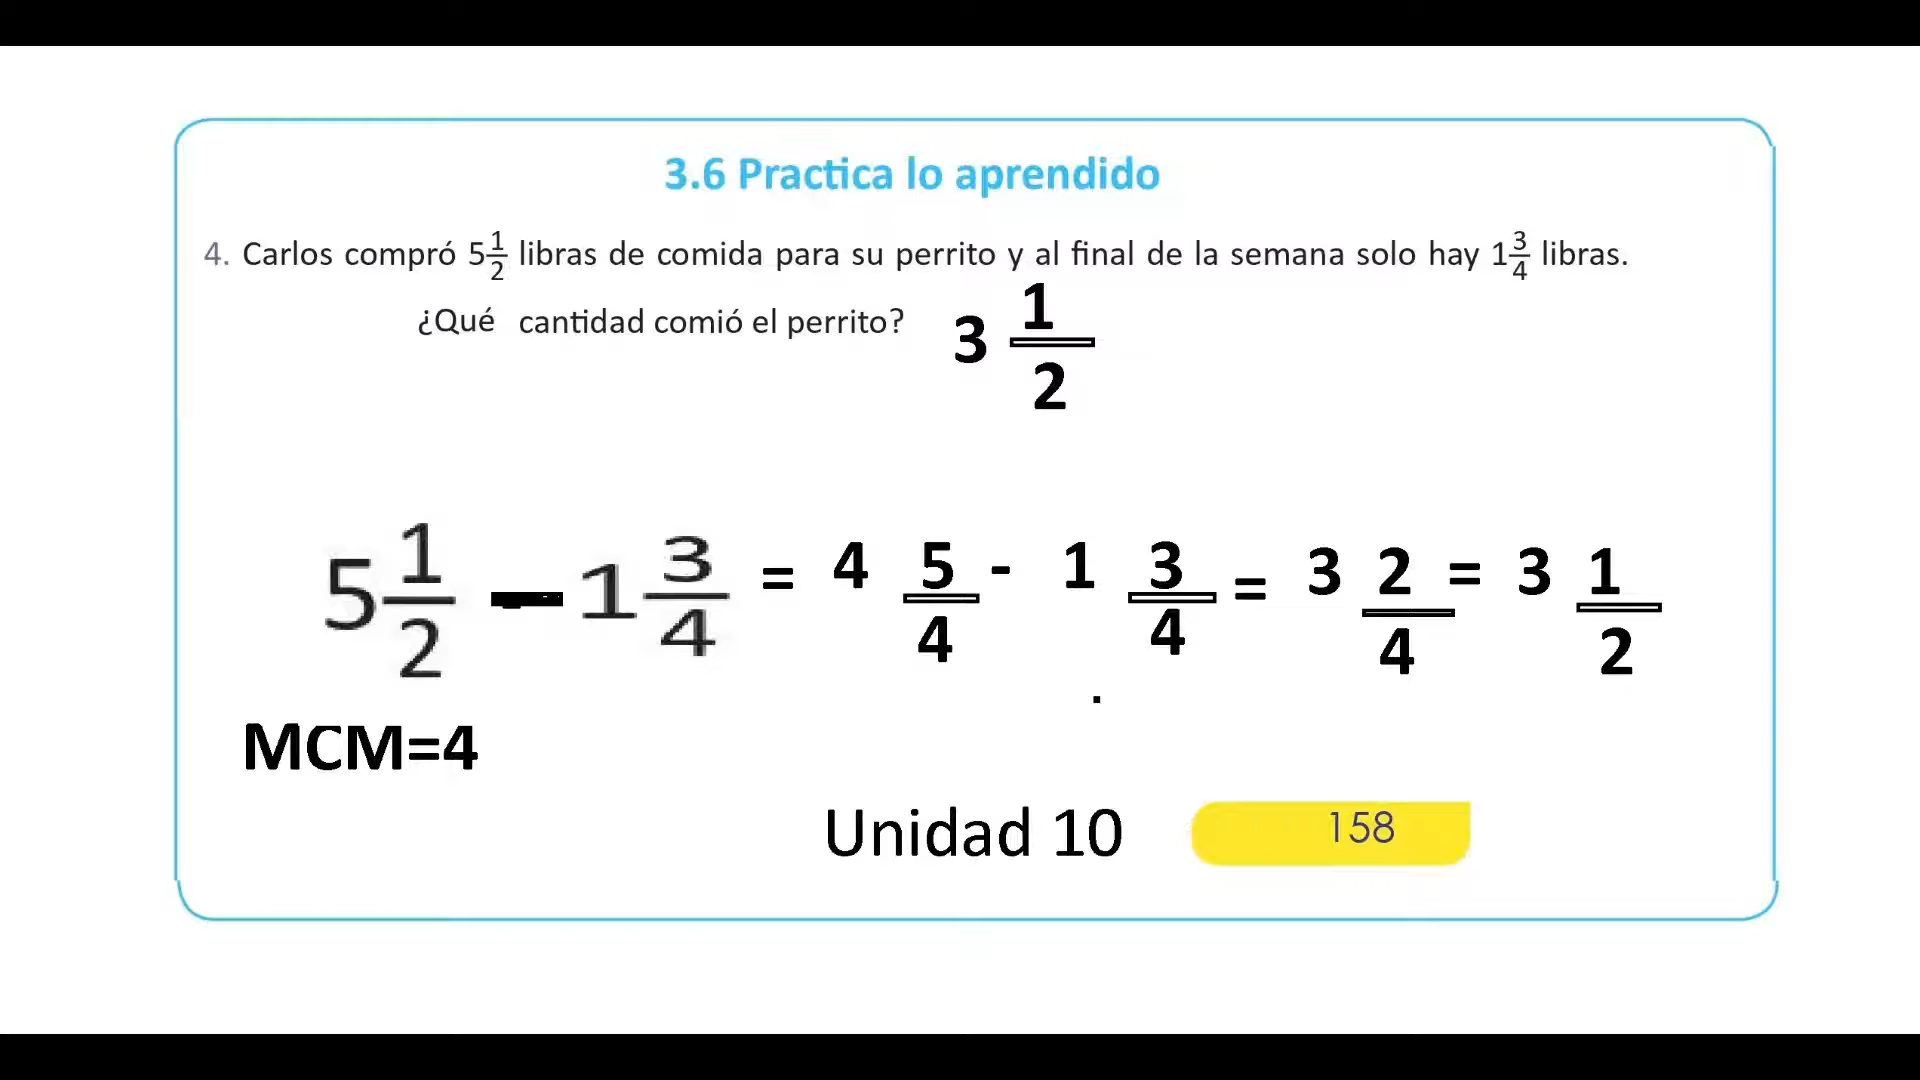 3.6 Practica lo aprendido
4. Carlos compró 5 1/2 libras de comida para su perrito y al final de la semana solo hay 1 3/4 libras.
¿Qué cantidad comió el perrito? 3 1/2
5 1/2 - 1 3/4 = 4 5/4 - 1 3/4 = 3 2/4 = 3 1/2
.
MCM=4
Unidad 10 158